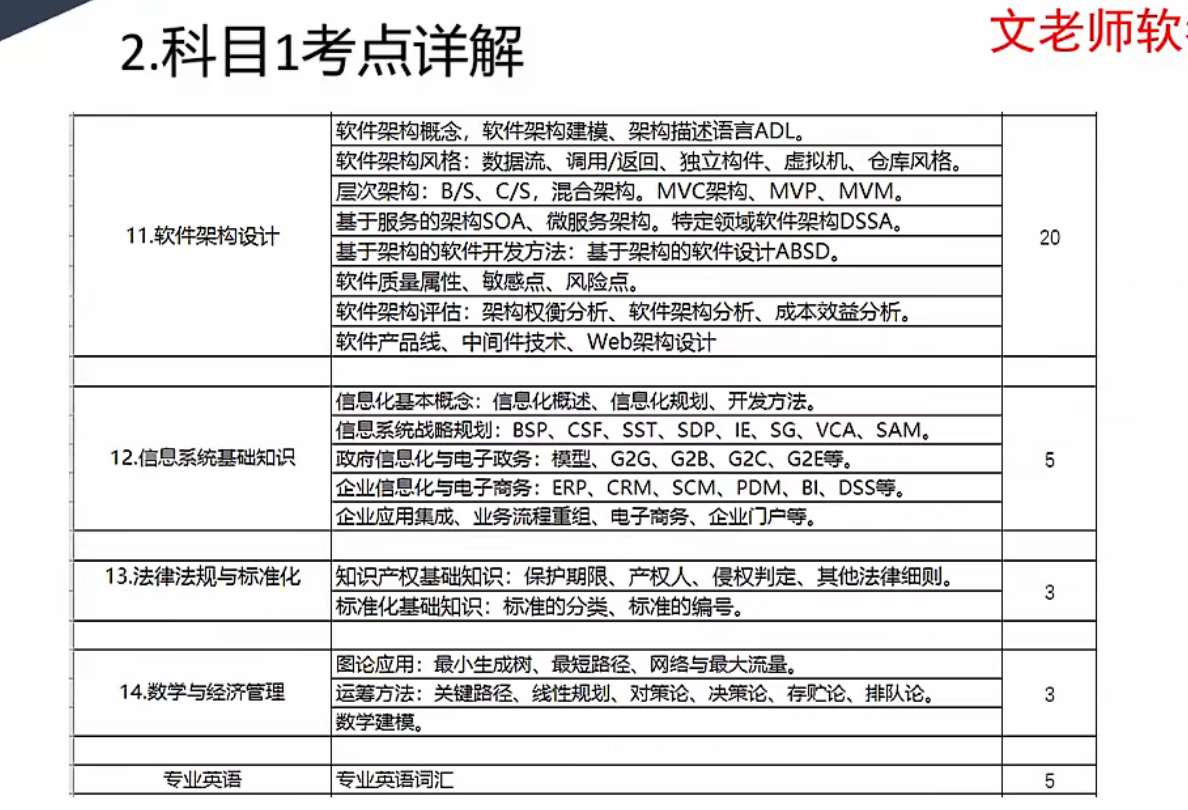 2.科目1考点详解
文老师软
11.软件架构设计
软件架构概念，软件架构建模、架构描述语言ADL。
软件架构风格：数据流、调用/返回、独立构件、虚拟机、仓库风格。
层次架构：B/S、C/S，混合架构。MVC架构、MVP、MVM。
基于服务的架构SOA、微服务架构。特定领域软件架构DSSA。
基于架构的软件开发方法：基于架构的软件设计ABSD。
软件质量属性、敏感点、风险点。
软件架构评估：架构权衡分析、软件架构分析、成本效益分析。
软件产品线、中间件技术、Web架构设计
20
12.信息系统基础知识
信息化基本概念：信息化概述、信息化规划、开发方法。
信息系统战略规划：BSP、CSF、SST、SDP、IE、SG、VCA、SAM。
政府信息化与电子政务：模型、G2G、G2B、G2C、G2E等。
企业信息化与电子商务：ERP、CRM、SCM、PDM、BI、DSS等。
企业应用集成、业务流程重组、电子商务、企业门户等。
5
13.法律法规与标准化
知识产权基础知识：保护期限、产权人、侵权判定、其他法律细则。
标准化基础知识：标准的分类、标准的编号。
3
14.数学与经济管理
图论应用：最小生成树、最短路径、网络与最大流量。
运筹方法：关键路径、线性规划、对策论、决策论、存贮论、排队论。
数学建模。
3
专业英语
专业英语词汇
5